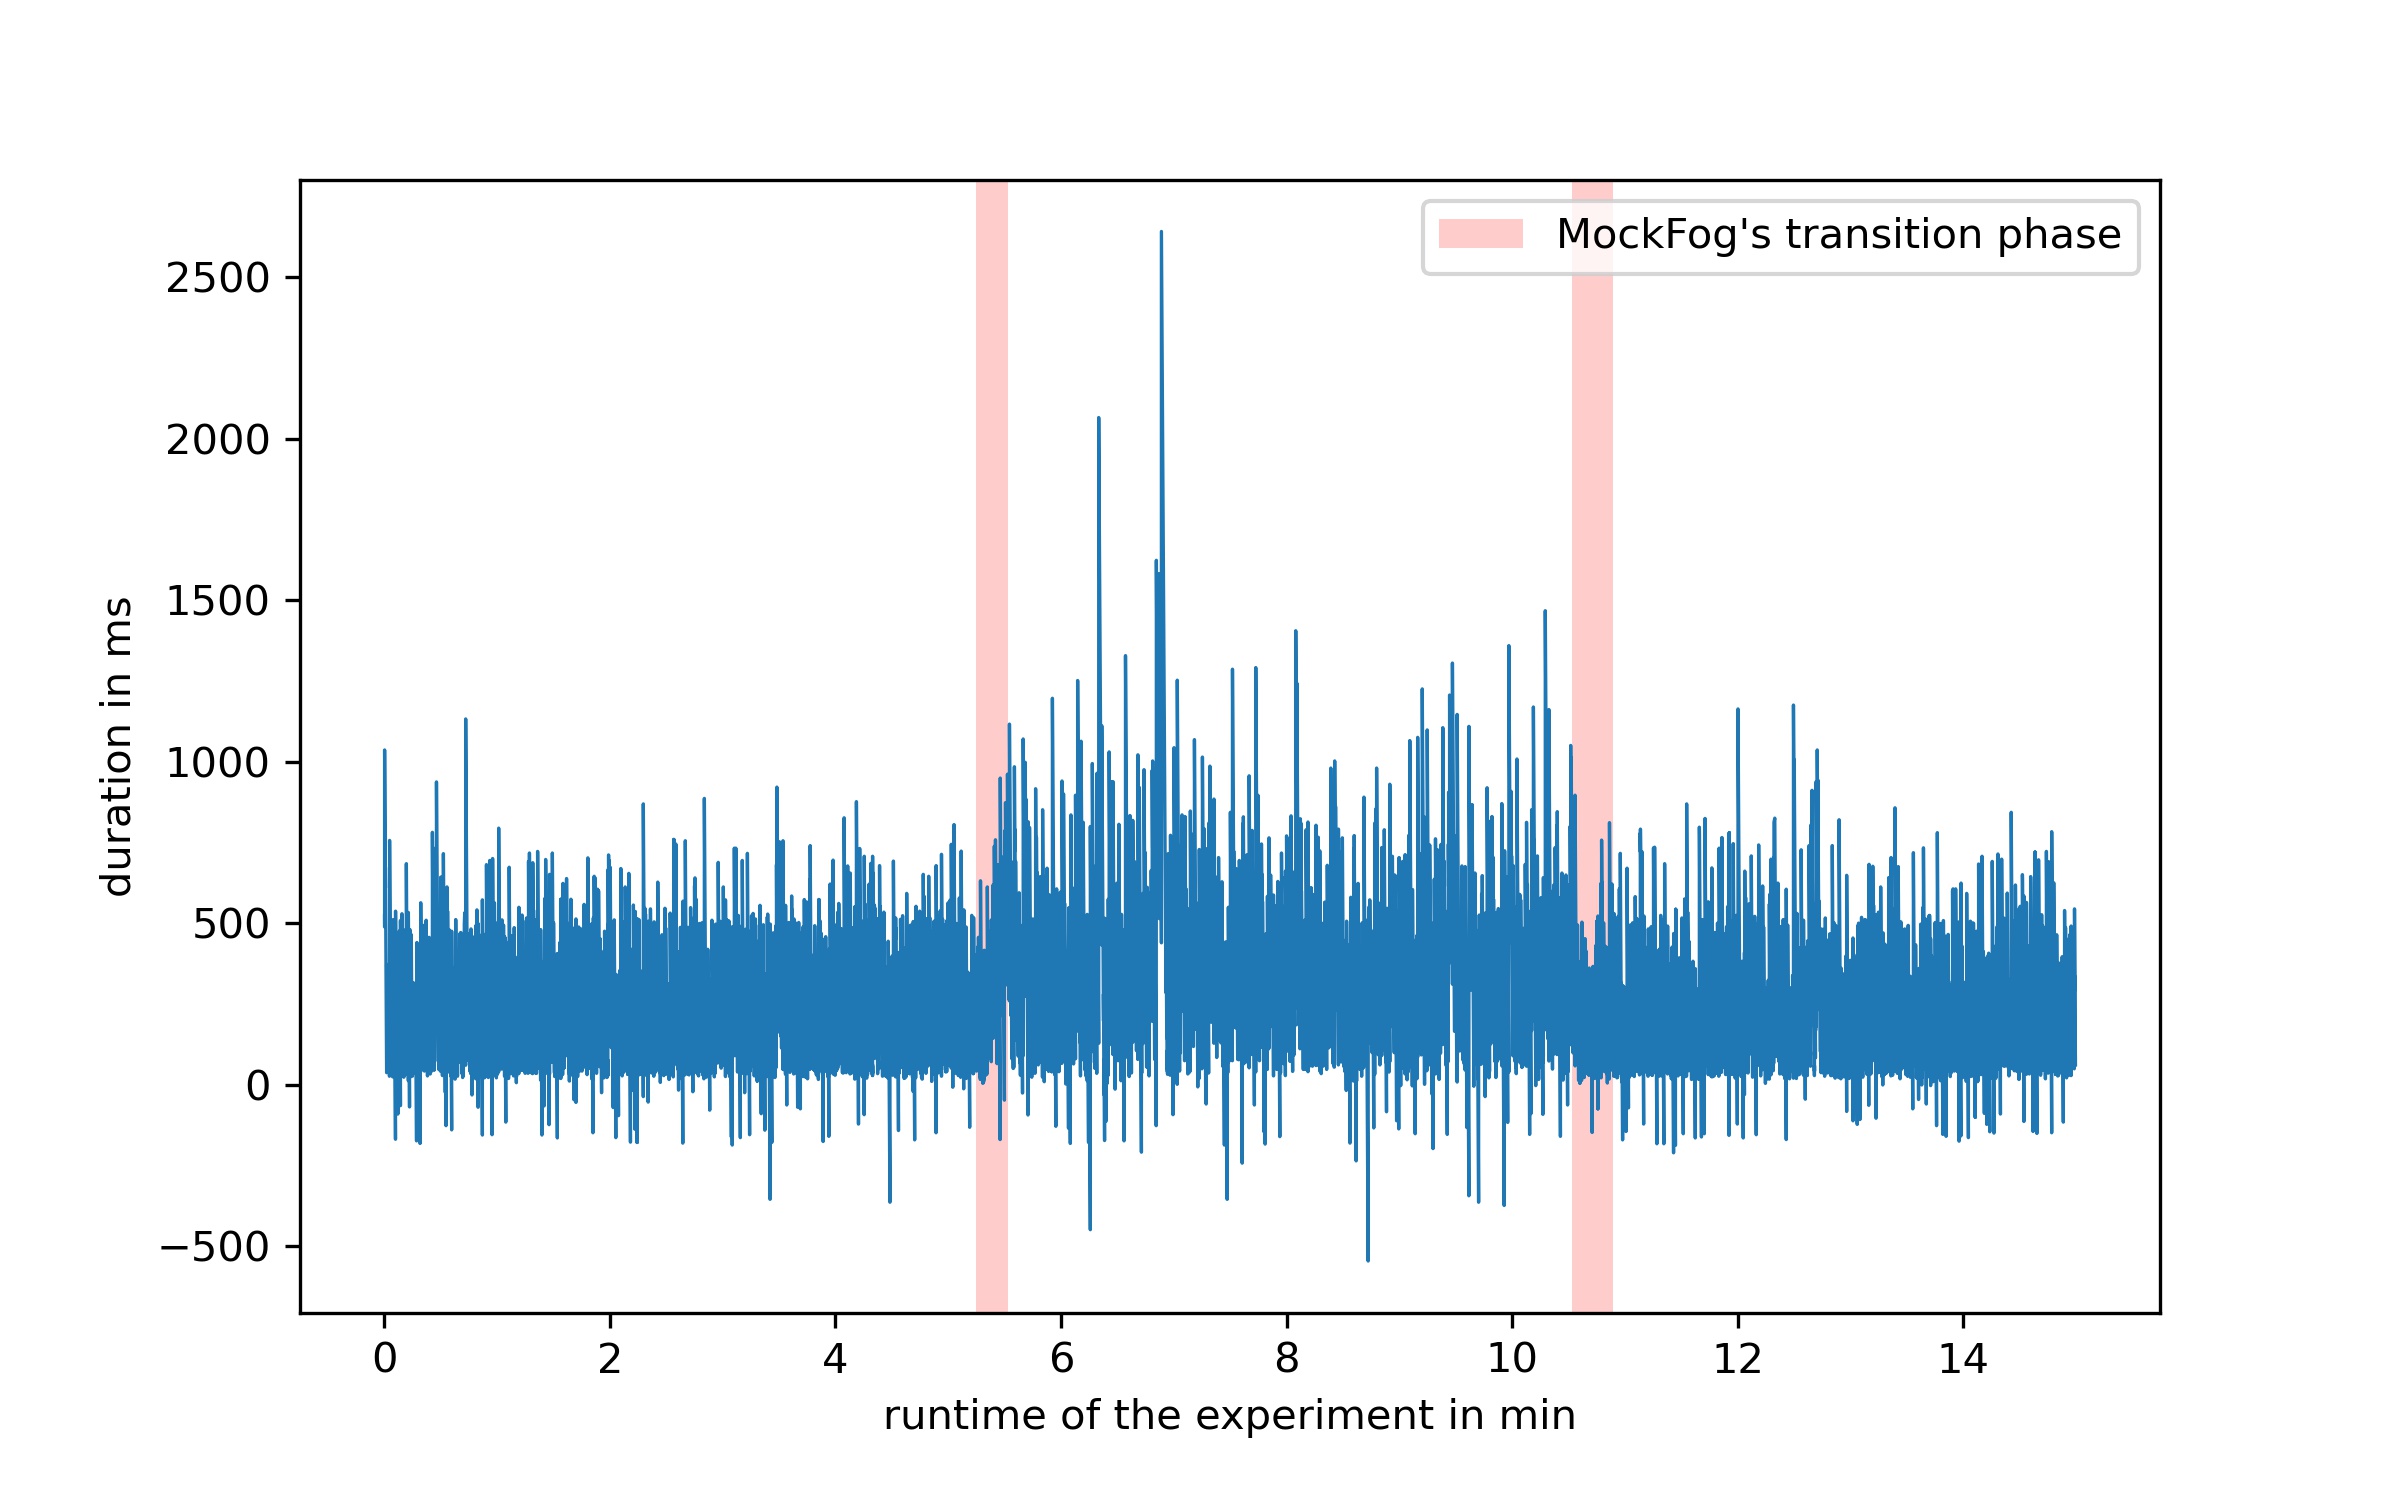 MockFog's transition phase
2500
2000
1500
1000
500
0
−500
duration in ms
0 2 4 6 8 10 12 14
runtime of the experiment in min